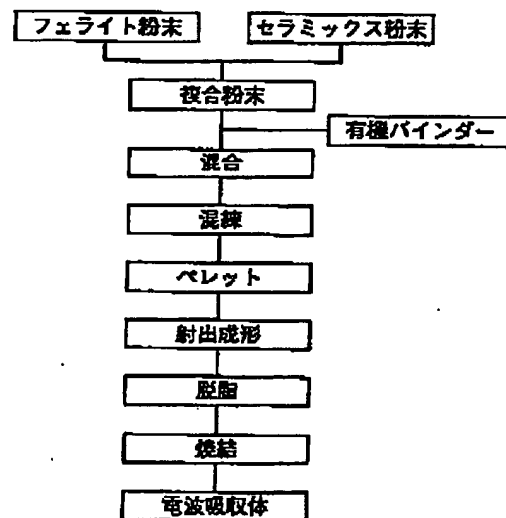 フェライト粉末
セラミックス粉末
複合粉末
有機バインダー
混合
混練
ペレット
射出成形
脱脂
焼結
電波吸収体